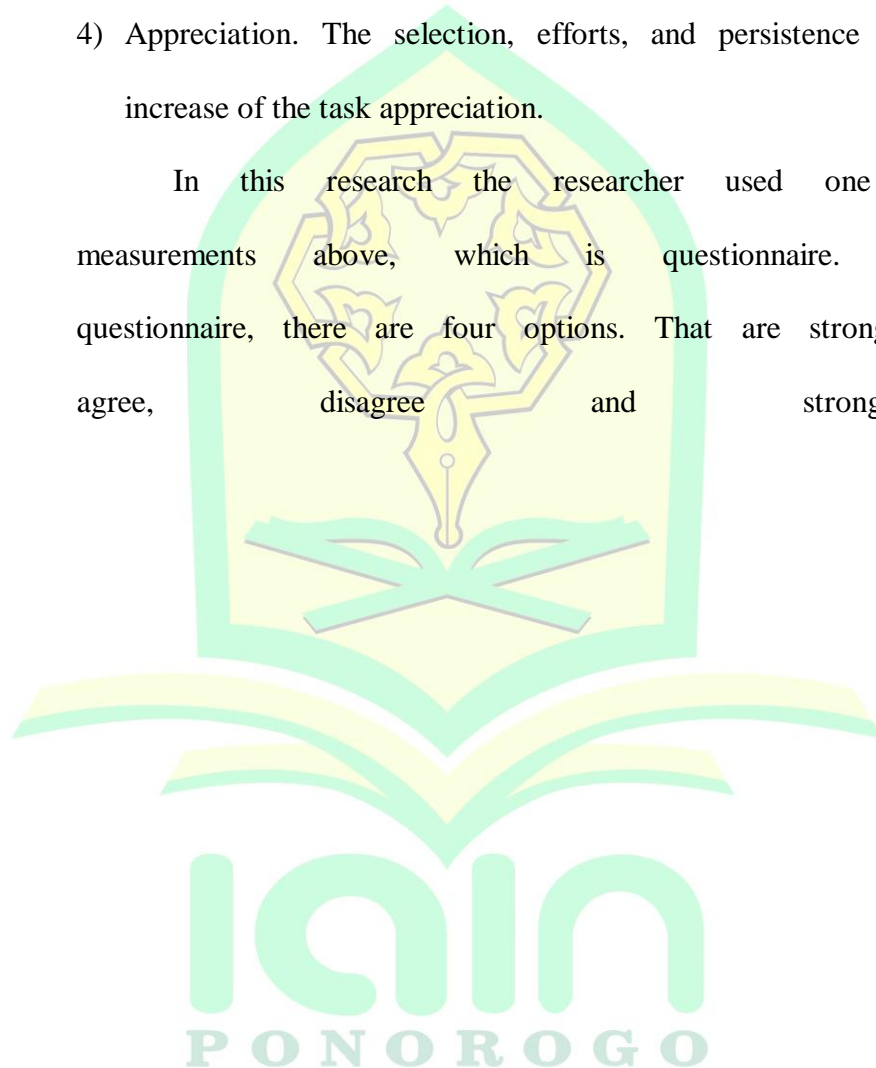 4) Appreciation. The selection, efforts, and persistence
increase of the task appreciation.
In this research the researcher used one
measurements above, which is questionnaire.
questionnaire, there are four options. That are strong
agree, disagree and strong
iain
PONOROGO